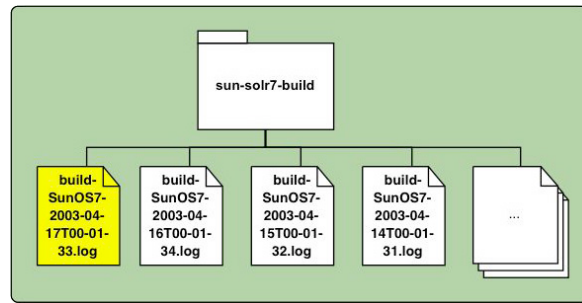 sun-solr7-build
build-
SunOS7-
2003-04-
17T00-01-
33.log
build-
SunOS7-
2003-04-
16T00-01-
34.log
build-
SunOS7-
2003-04-
15T00-01-
32.log
build-
SunOS7-
2003-04-
14T00-01-
31.log
...